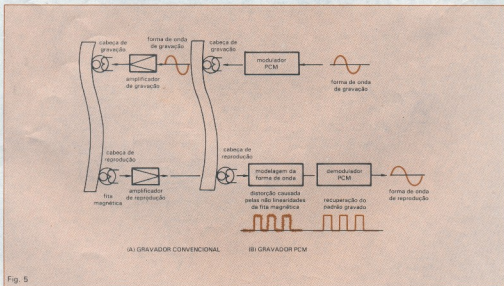 cabeça de
gravação
forma de onda
de gravação
amplificador
de gravação
cabeça de
gravação
modulador
PCM
forma de onda
da gravação
cabeça de
reprodução
fita
magnética
amplificador
de reprodução
cabeça de
reprodução
modelagem da
forma de onda
distorção causada
pelas não linearidades
da fita magnética
demodulador
PCM
recuperação do
padrão gravado
forma de onda
de reprodução
(A) GRAVADOR CONVENCIONAL
(B) GRAVADOR PCM
Fig. 5